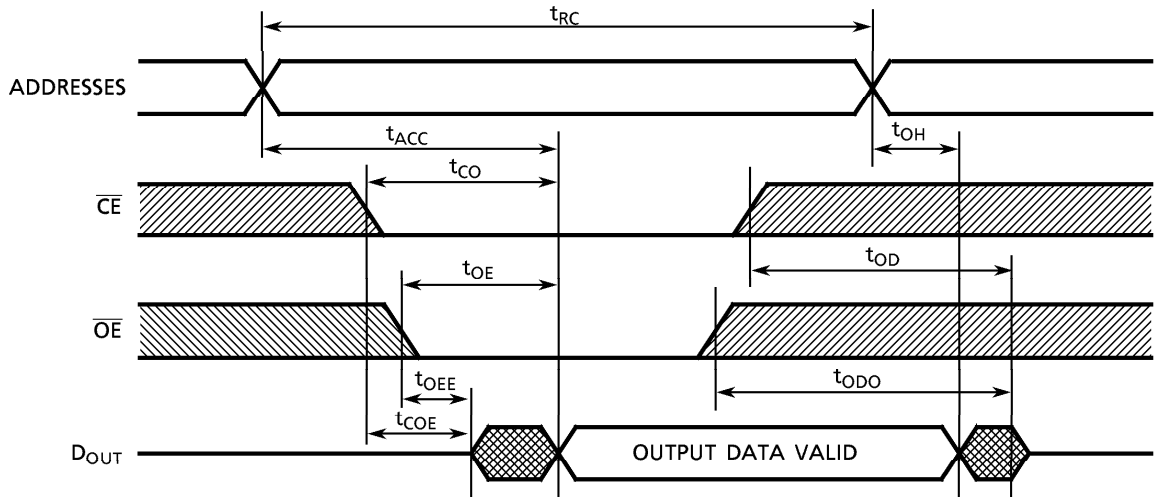 tRC
ADDRESSES
tACC
tOH
tCO
CE
tOE
tOD
OE
tOEE
tODO
tCOE
DOUT
OUTPUT DATA VALID